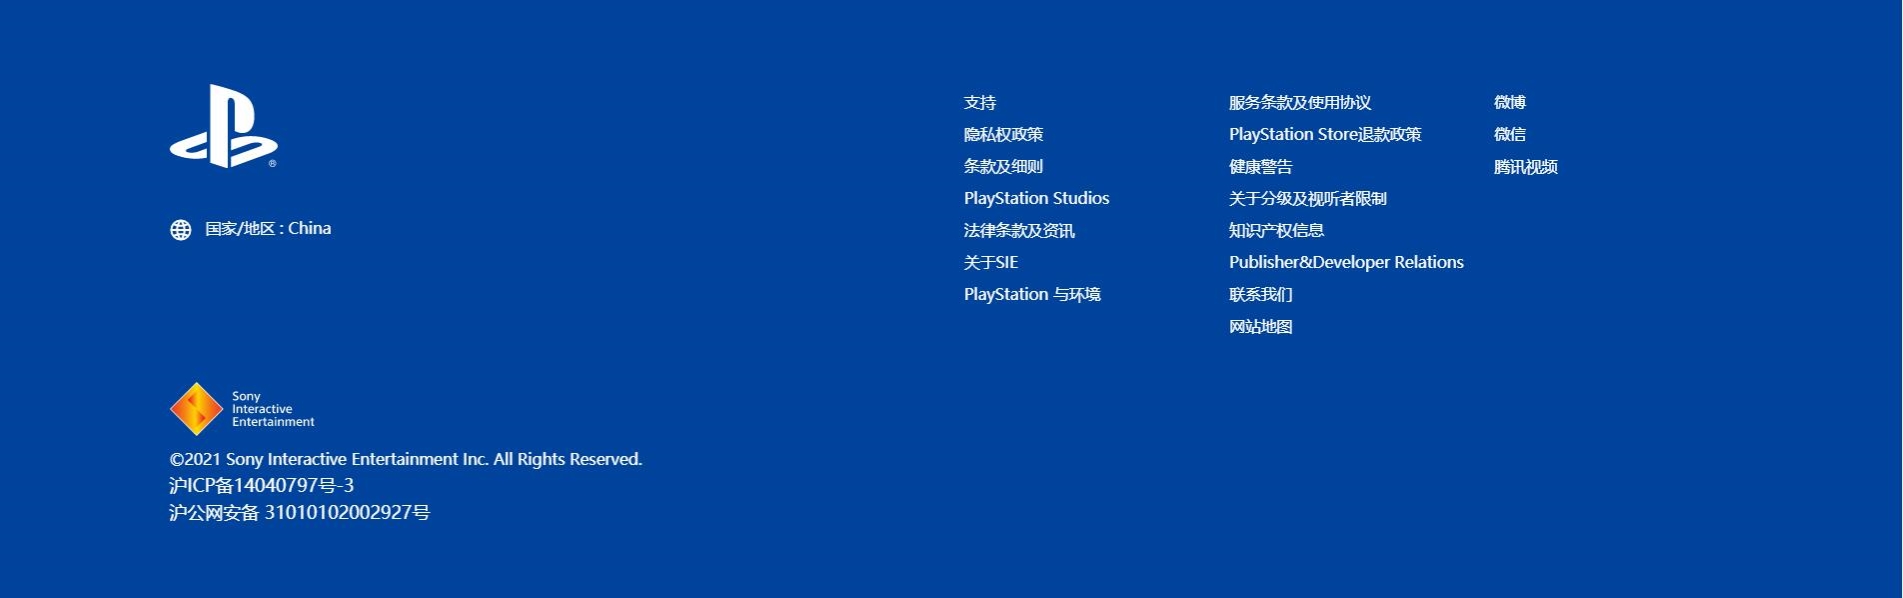 国家/地区 : China
支持
隐私权政策
条款及细则
PlayStation Studios
法律条款及资讯
关于SIE
PlayStation 与环境
服务条款及使用协议
PlayStation Store退款政策
健康警告
关于分级及视听者限制
知识产权信息
Publisher&Developer Relations
联系我们
网站地图
微博
微信
腾讯视频
Sony
Interactive
Entertainment
©2021 Sony Interactive Entertainment Inc. All Rights Reserved.
沪ICP备14040797号-3
沪公网安备 31010102002927号